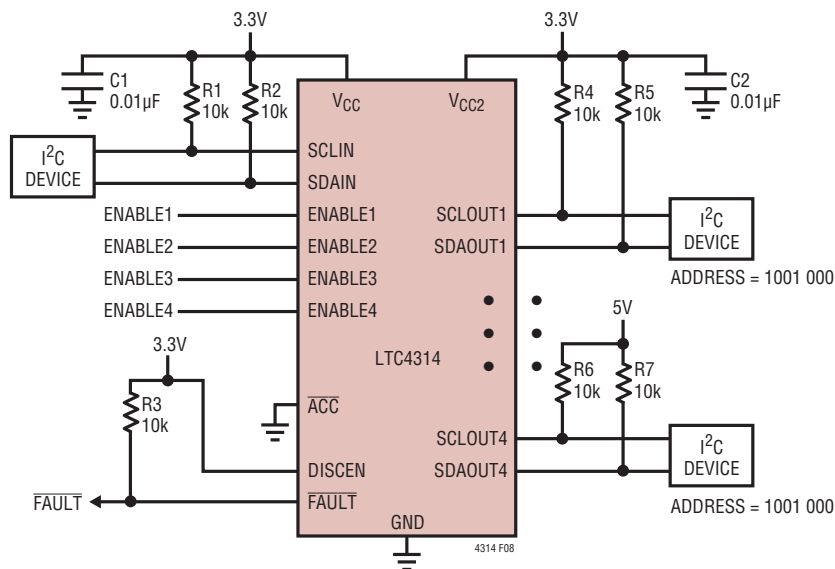 3.3V
3.3V
C1
0.01µF
R1
10k
R2
10k
VCC
VCC2
R4
10k
R5
10k
C2
0.01µF
I2C
DEVICE
SCLIN
SDAIN
ENABLE1
ENABLE1
SCLOUT1
I2C
DEVICE
ENABLE2
ENABLE2
SDAOUT1
ENABLE3
ENABLE3
ADDRESS = 1001 000
ENABLE4
ENABLE4
5V
3.3V
LTC4314
R3
10k
R6
10k
R7
10k
ACC
SCLOUT4
I2C
DEVICE
DISCEN
SDAOUT4
FAULT
FAULT
ADDRESS = 1001 000
GND
4314 F08